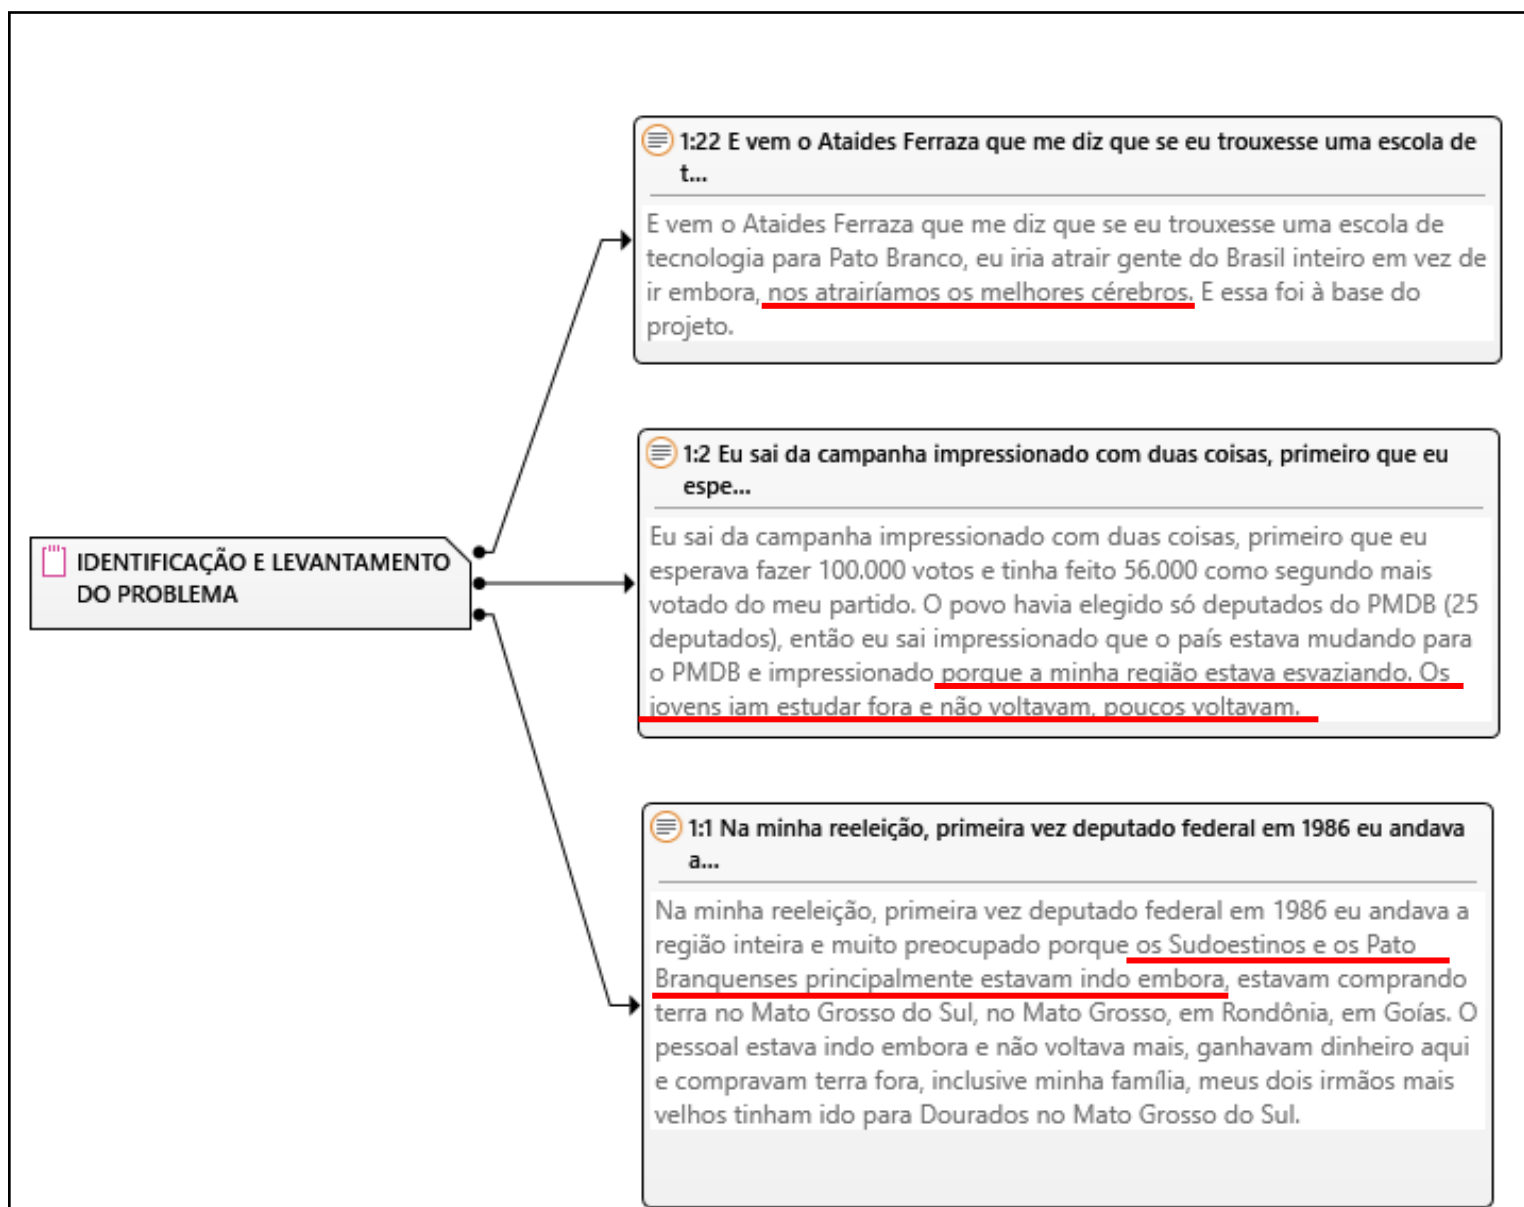 1:22 E vem o Ataides Ferraza que me diz que se eu trouxesse uma escola de
t...
E vem o Ataides Ferraza que me diz que se eu trouxesse uma escola de
tecnologia para Pato Branco, eu iria atrair gente do Brasil inteiro em vez de
ir embora, nos atrairíamos os melhores cérebros. E essa foi à base do
projeto.
IDENTIFICAÇÃO E LEVANTAMENTO
DO PROBLEMA
1:2 Eu sai da campanha impressionado com duas coisas, primeiro que eu
espe...
Eu sai da campanha impressionado com duas coisas, primeiro que eu
esperava fazer 100.000 votos e tinha feito 56.000 como segundo mais
votado do meu partido. O povo havia elegido só deputados do PMDB (25
deputados), então eu sai impressionado que o país estava mudando para
o PMDB e impressionado porque a minha região estava esvaziando. Os
jovens iam estudar fora e não voltavam, poucos voltavam.
1:1 Na minha reeleição, primeira vez deputado federal em 1986 eu andava
a...
Na minha reeleição, primeira vez deputado federal em 1986 eu andava a
região inteira e muito preocupado porque os Sudoestinos e os Pato
Branquenses principalmente estavam indo embora, estavam comprando
terra no Mato Grosso do Sul, no Mato Grosso, em Rondônia, em Goías. O
pessoal estava indo embora e não voltava mais, ganhavam dinheiro aqui
e compravam terra fora, inclusive minha família, meus dois irmãos mais
velhos tinham ido para Dourados no Mato Grosso do Sul.